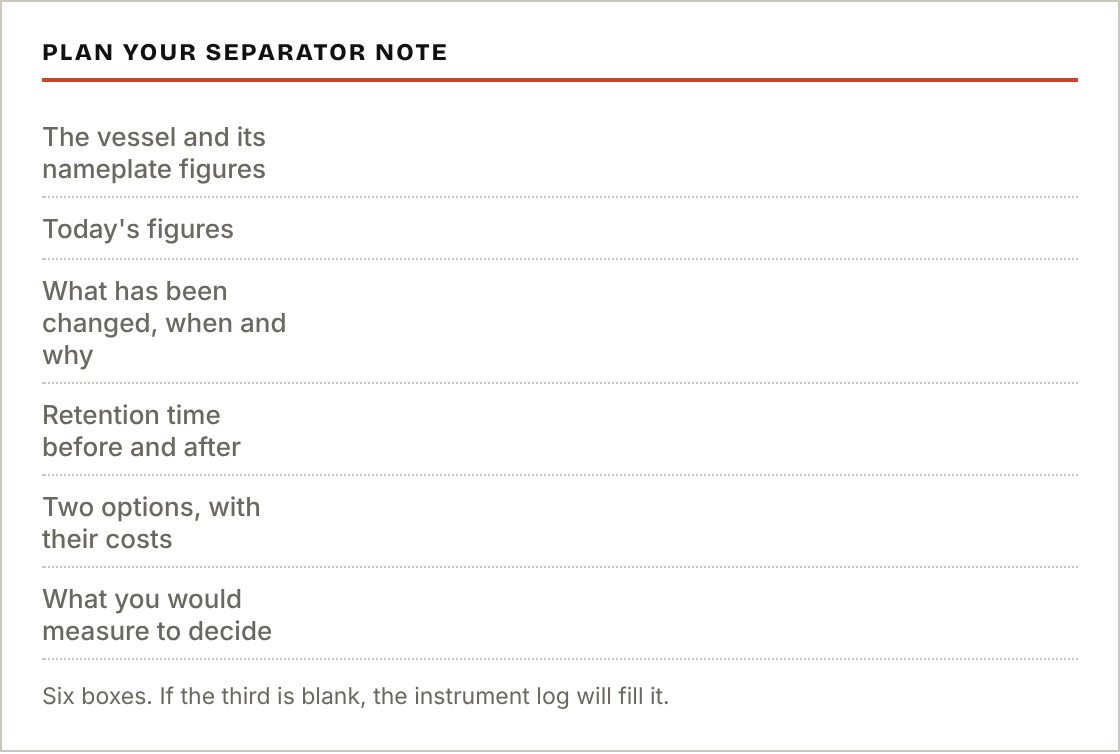 PLAN YOUR SEPARATOR NOTE
The vessel and its
nameplate figures
Today's figures
What has been
changed, when and
why
Retention time
before and after
Two options, with
their costs
What you would
measure to decide
Six boxes. If the third is blank, the instrument log will fill it.